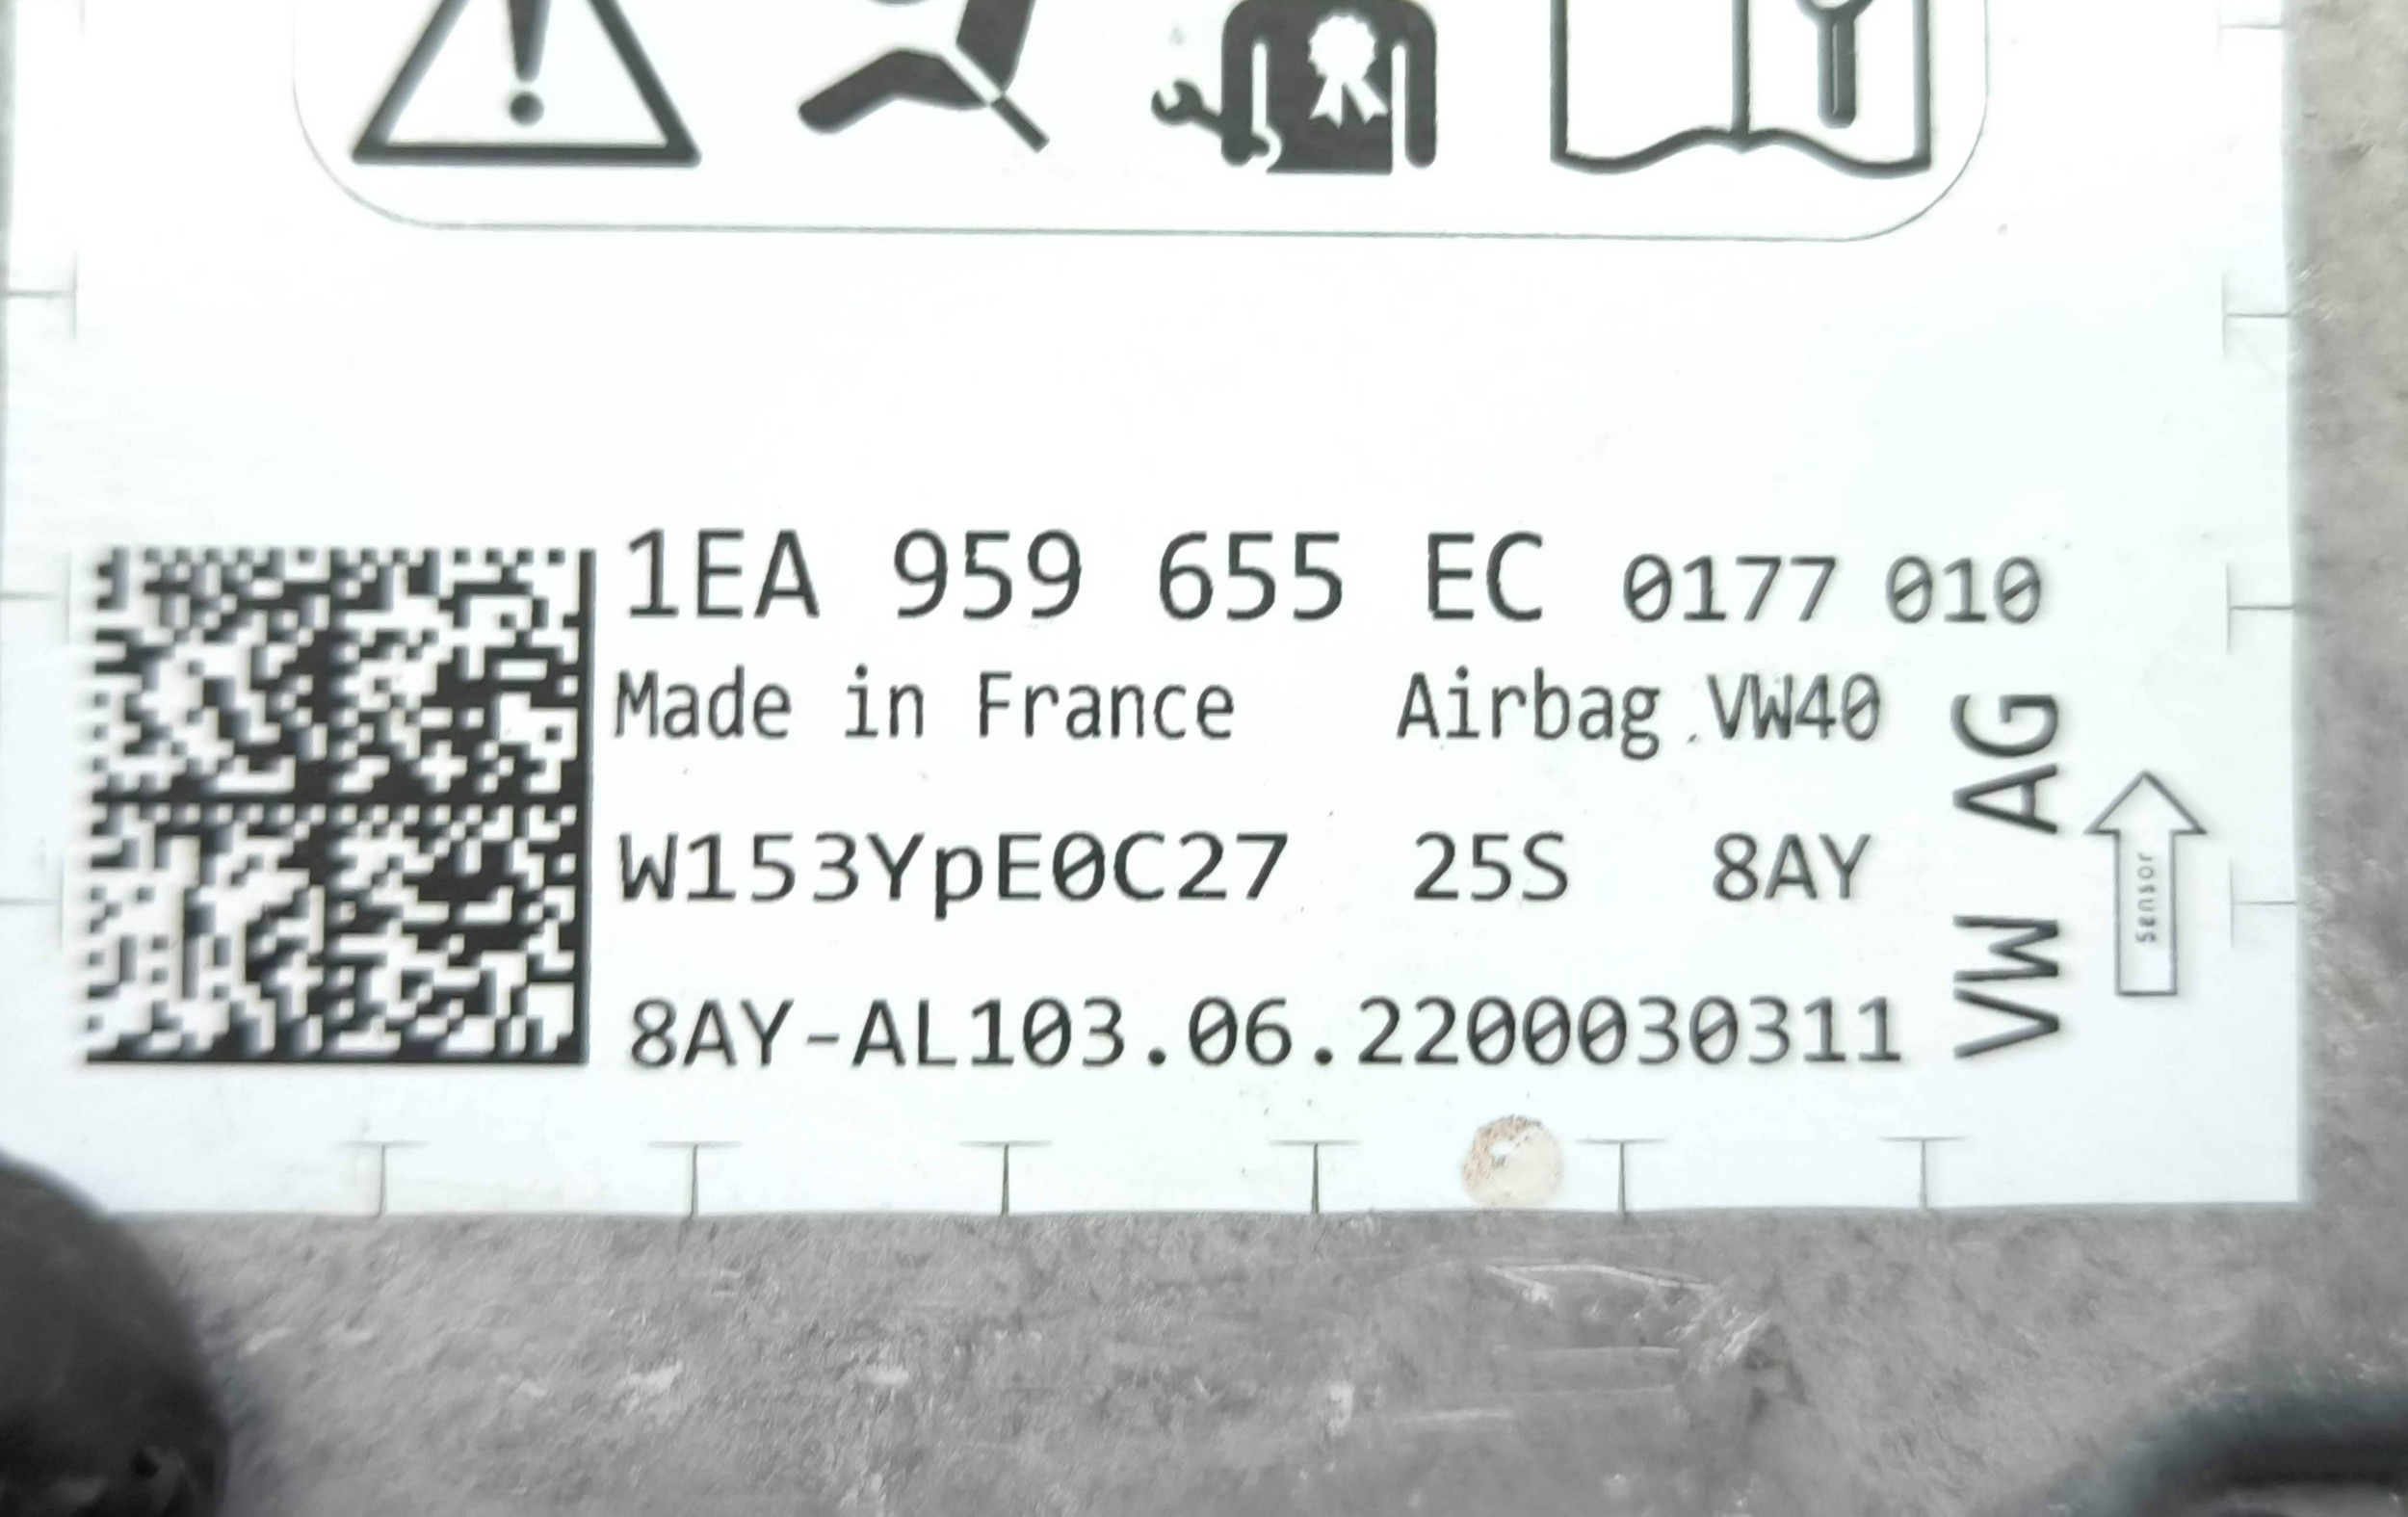 1EA 959 655 EC 0177 010
Made in France Airbag VW40
W153YpE0C27 25S 8AY
8AY-AL103.06.2200030311
VW AG
Sensor